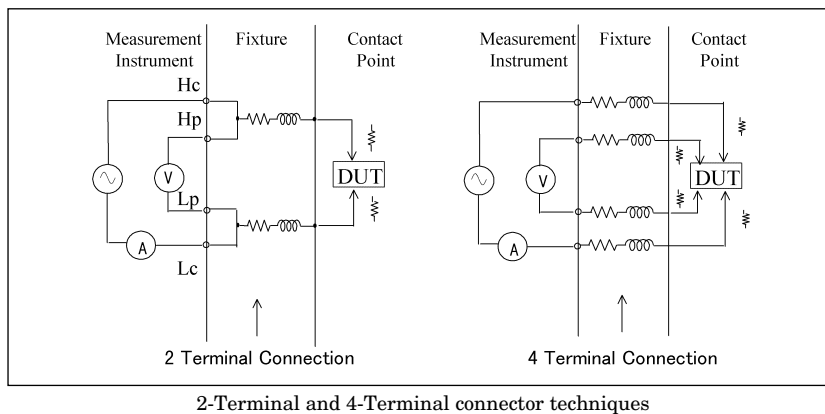 Measurement
Instrument
Fixture
Contact
Point
Hc
Hp
V
Lp
A
Lc
DUT
2 Terminal Connection
Measurement
Instrument
Fixture
Contact
Point
V
A
DUT
4 Terminal Connection
2-Terminal and 4-Terminal connector techniques